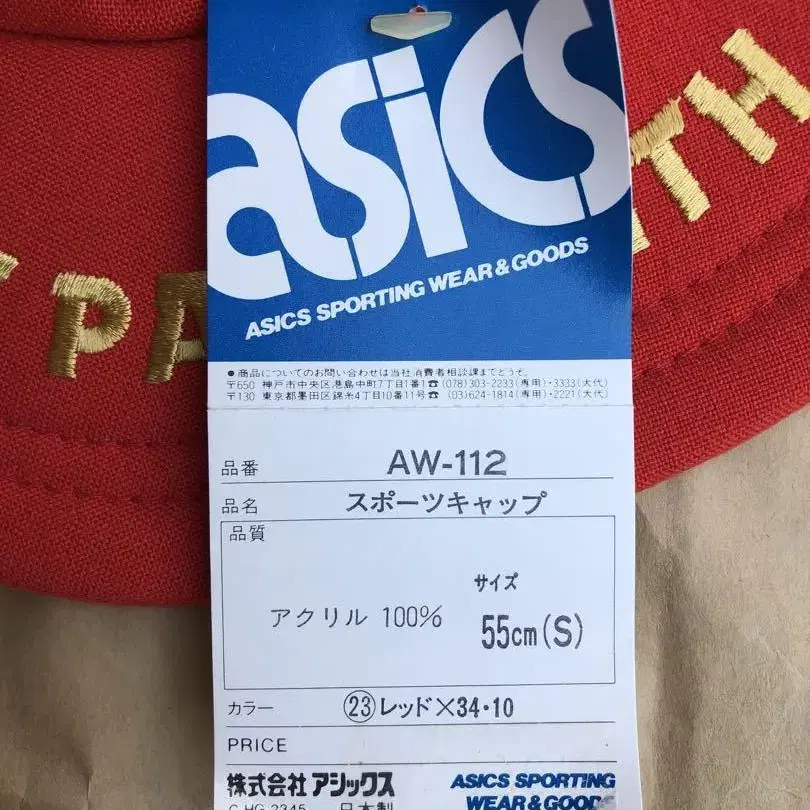 asics
ASICS SPORTING WEAR & GOODS
PA
TH
●商品についてのお問い合わせは当社消費者相談課までどうぞ。
〒650 神戸市中央区港島中町7丁目1番1☎(078)303-2233(専用)・3333(大代)
〒130 東京都墨田区錦糸4丁目10番11号☎(03)624-1814(専用)・2221(大代)
品番 AW-112
品名 スポーツキャップ
品質
サイズ
アクリル 100% 55cm(S)
カラー ㉓レッド×34・10
PRICE
株式会社アシックス ASICS SPORTING
C-HG-2345 日本製 WEAR & GOODS